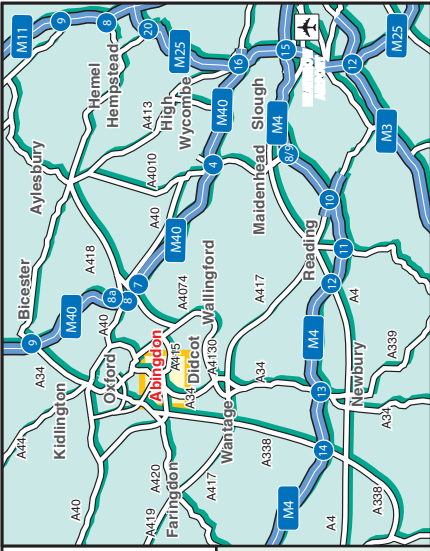 M11
9
8
20
M25
16
15
12
M25
M3
Hemel
Hempstead
A413
High
Wycombe
M40
Slough
M4
Aylesbury
A4010
4
Maidenhead
8/9
A40
M40
10
Bicester
A418
7
8
8a
M40
A40
A4074
Wallingford
A417
Reading
11
12
A4
9
A34
Kidlington
Oxford
Abingdon
A415
Didcot
A4130
A34
A34
M4
A339
A44
Wantage
13
Newbury
A34
A40
A420
A419
Faringdon
A417
A338
14
M4
A4
A338